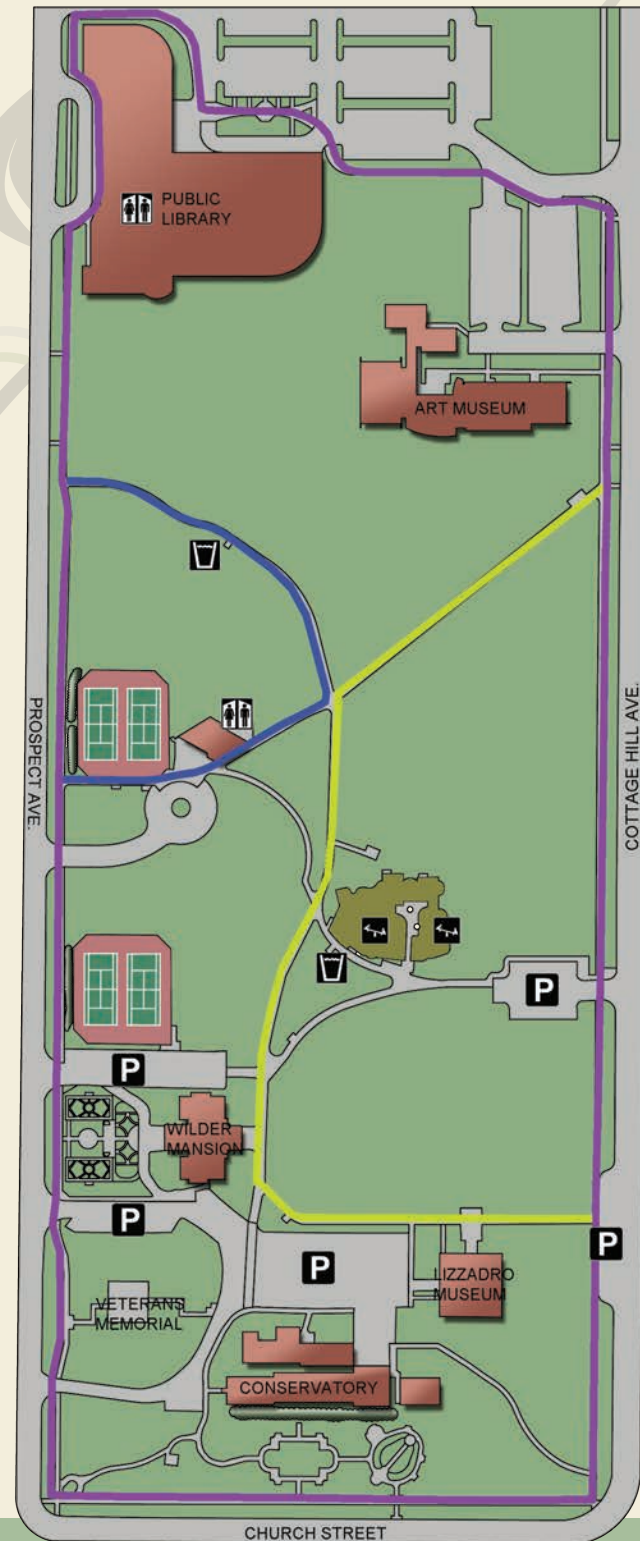 PUBLIC
LIBRARY
ART MUSEUM
PROSPECT AVE.
COTTAGE HILL AVE.
P
P
WILDER
MANSION
P
P
P
LIZZADRO
MUSEUM
VETERANS
MEMORIAL
CONSERVATORY
CHURCH STREET